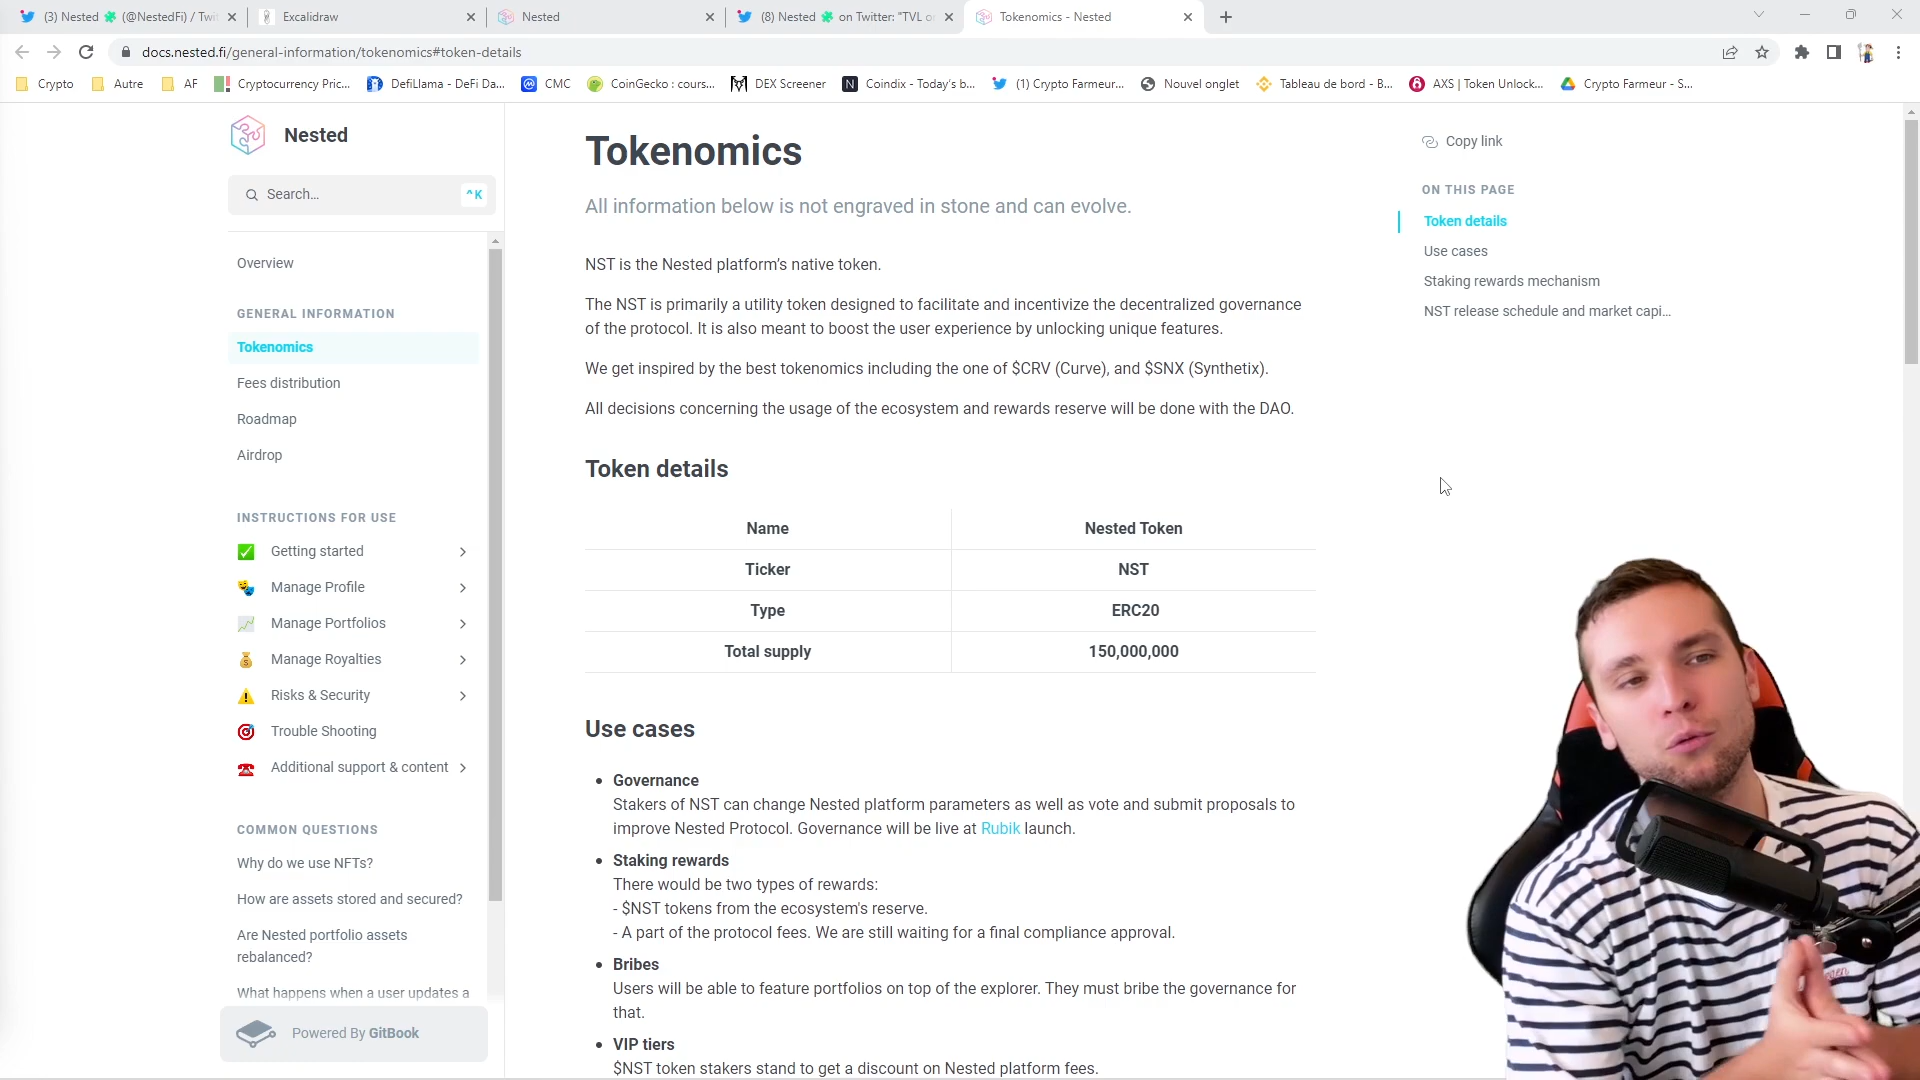 (3) Nested (@NestedFi) / Twit
Excalidraw
Nested
(8) Nested on Twitter: "TVL or
Tokenomics - Nested
docs.nested.fi/general-information/tokenomics#token-details
Crypto
Autre
AF
Cryptocurrency Pric...
DefiLlama - DeFi Da...
CMC
CoinGecko : cours...
DEX Screener
Coindix - Today's b...
(1) Crypto Farmeur...
Nouvel onglet
Tableau de bord - B...
AXS | Token Unlock...
Crypto Farmeur - S...
Nested
Search...
^K
Overview
GENERAL INFORMATION
Tokenomics
Fees distribution
Roadmap
Airdrop
INSTRUCTIONS FOR USE
Getting started
Manage Profile
Manage Portfolios
Manage Royalties
Risks & Security
Trouble Shooting
Additional support & content
COMMON QUESTIONS
Why do we use NFTs?
How are assets stored and secured?
Are Nested portfolio assets
rebalanced?
What happens when a user updates a
Powered By GitBook
Tokenomics
All information below is not engraved in stone and can evolve.
NST is the Nested platform’s native token.
The NST is primarily a utility token designed to facilitate and incentivize the decentralized governance
of the protocol. It is also meant to boost the user experience by unlocking unique features.
We get inspired by the best tokenomics including the one of $CRV (Curve), and $SNX (Synthetix).
All decisions concerning the usage of the ecosystem and rewards reserve will be done with the DAO.
Token details
Name
Nested Token
Ticker
NST
Type
ERC20
Total supply
150,000,000
Use cases
• Governance
Stakers of NST can change Nested platform parameters as well as vote and submit proposals to
improve Nested Protocol. Governance will be live at Rubik launch.
• Staking rewards
There would be two types of rewards:
- $NST tokens from the ecosystem's reserve.
- A part of the protocol fees. We are still waiting for a final compliance approval.
• Bribes
Users will be able to feature portfolios on top of the explorer. They must bribe the governance for
that.
• VIP tiers
$NST token stakers stand to get a discount on Nested platform fees.
Copy link
ON THIS PAGE
Token details
Use cases
Staking rewards mechanism
NST release schedule and market capi...